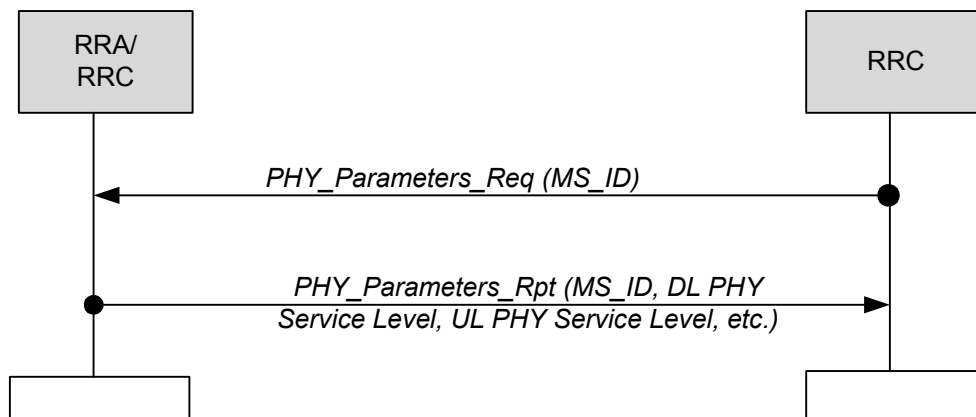 RRA/
RRC
RRC
PHY_Parameters_Req (MS_ID)
PHY_Parameters_Rpt (MS_ID, DL PHY
Service Level, UL PHY Service Level, etc.)